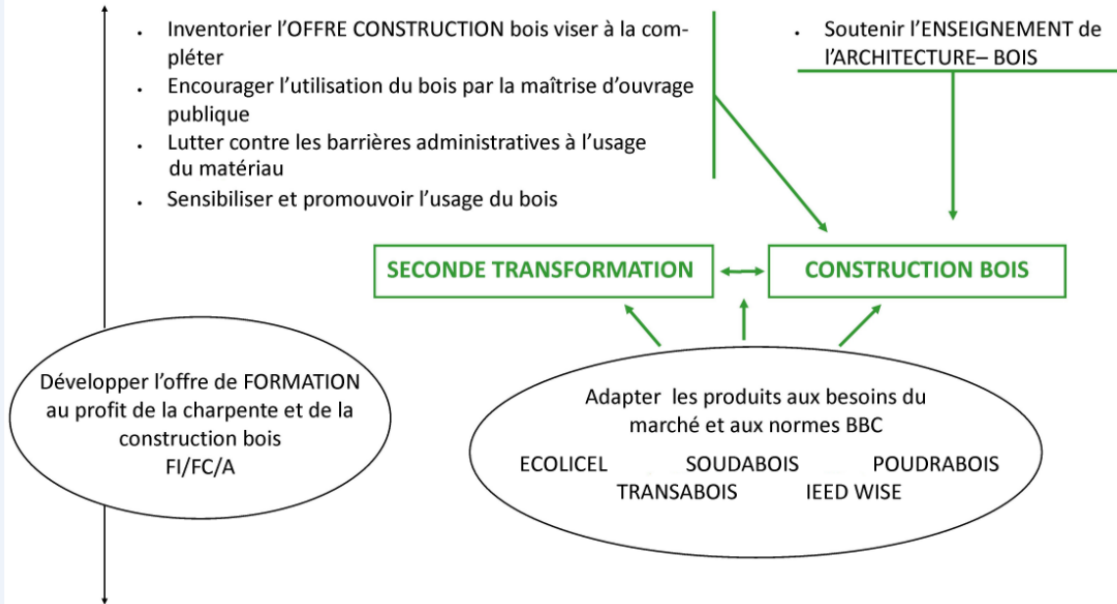 • Inventorier l'OFFRE CONSTRUCTION bois viser à la com-
pléter
• Encourager l'utilisation du bois par la maîtrise d'ouvrage
publique
• Lutter contre les barrières administratives à l'usage
du matériau
• Sensibiliser et promouvoir l'usage du bois
• Soutenir l'ENSEIGNEMENT de
l'ARCHITECTURE– BOIS
SECONDE TRANSFORMATION
CONSTRUCTION BOIS
Développer l'offre de FORMATION
au profit de la charpente et de la
construction bois
FI/FC/A
Adapter les produits aux besoins du
marché et aux normes BBC
ECOLICEL SOUDABOIS POUDRABOIS
TRANSABOIS IEED WISE